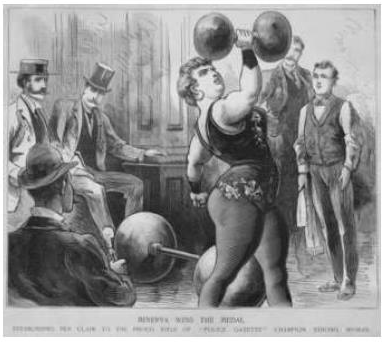 MINERVA WINS THE MEDAL
ESTABLISHING HER CLAIM TO THE PROUD TITLE OF "POLICE GAZETTE" CHAMPION STRONG WOMAN.